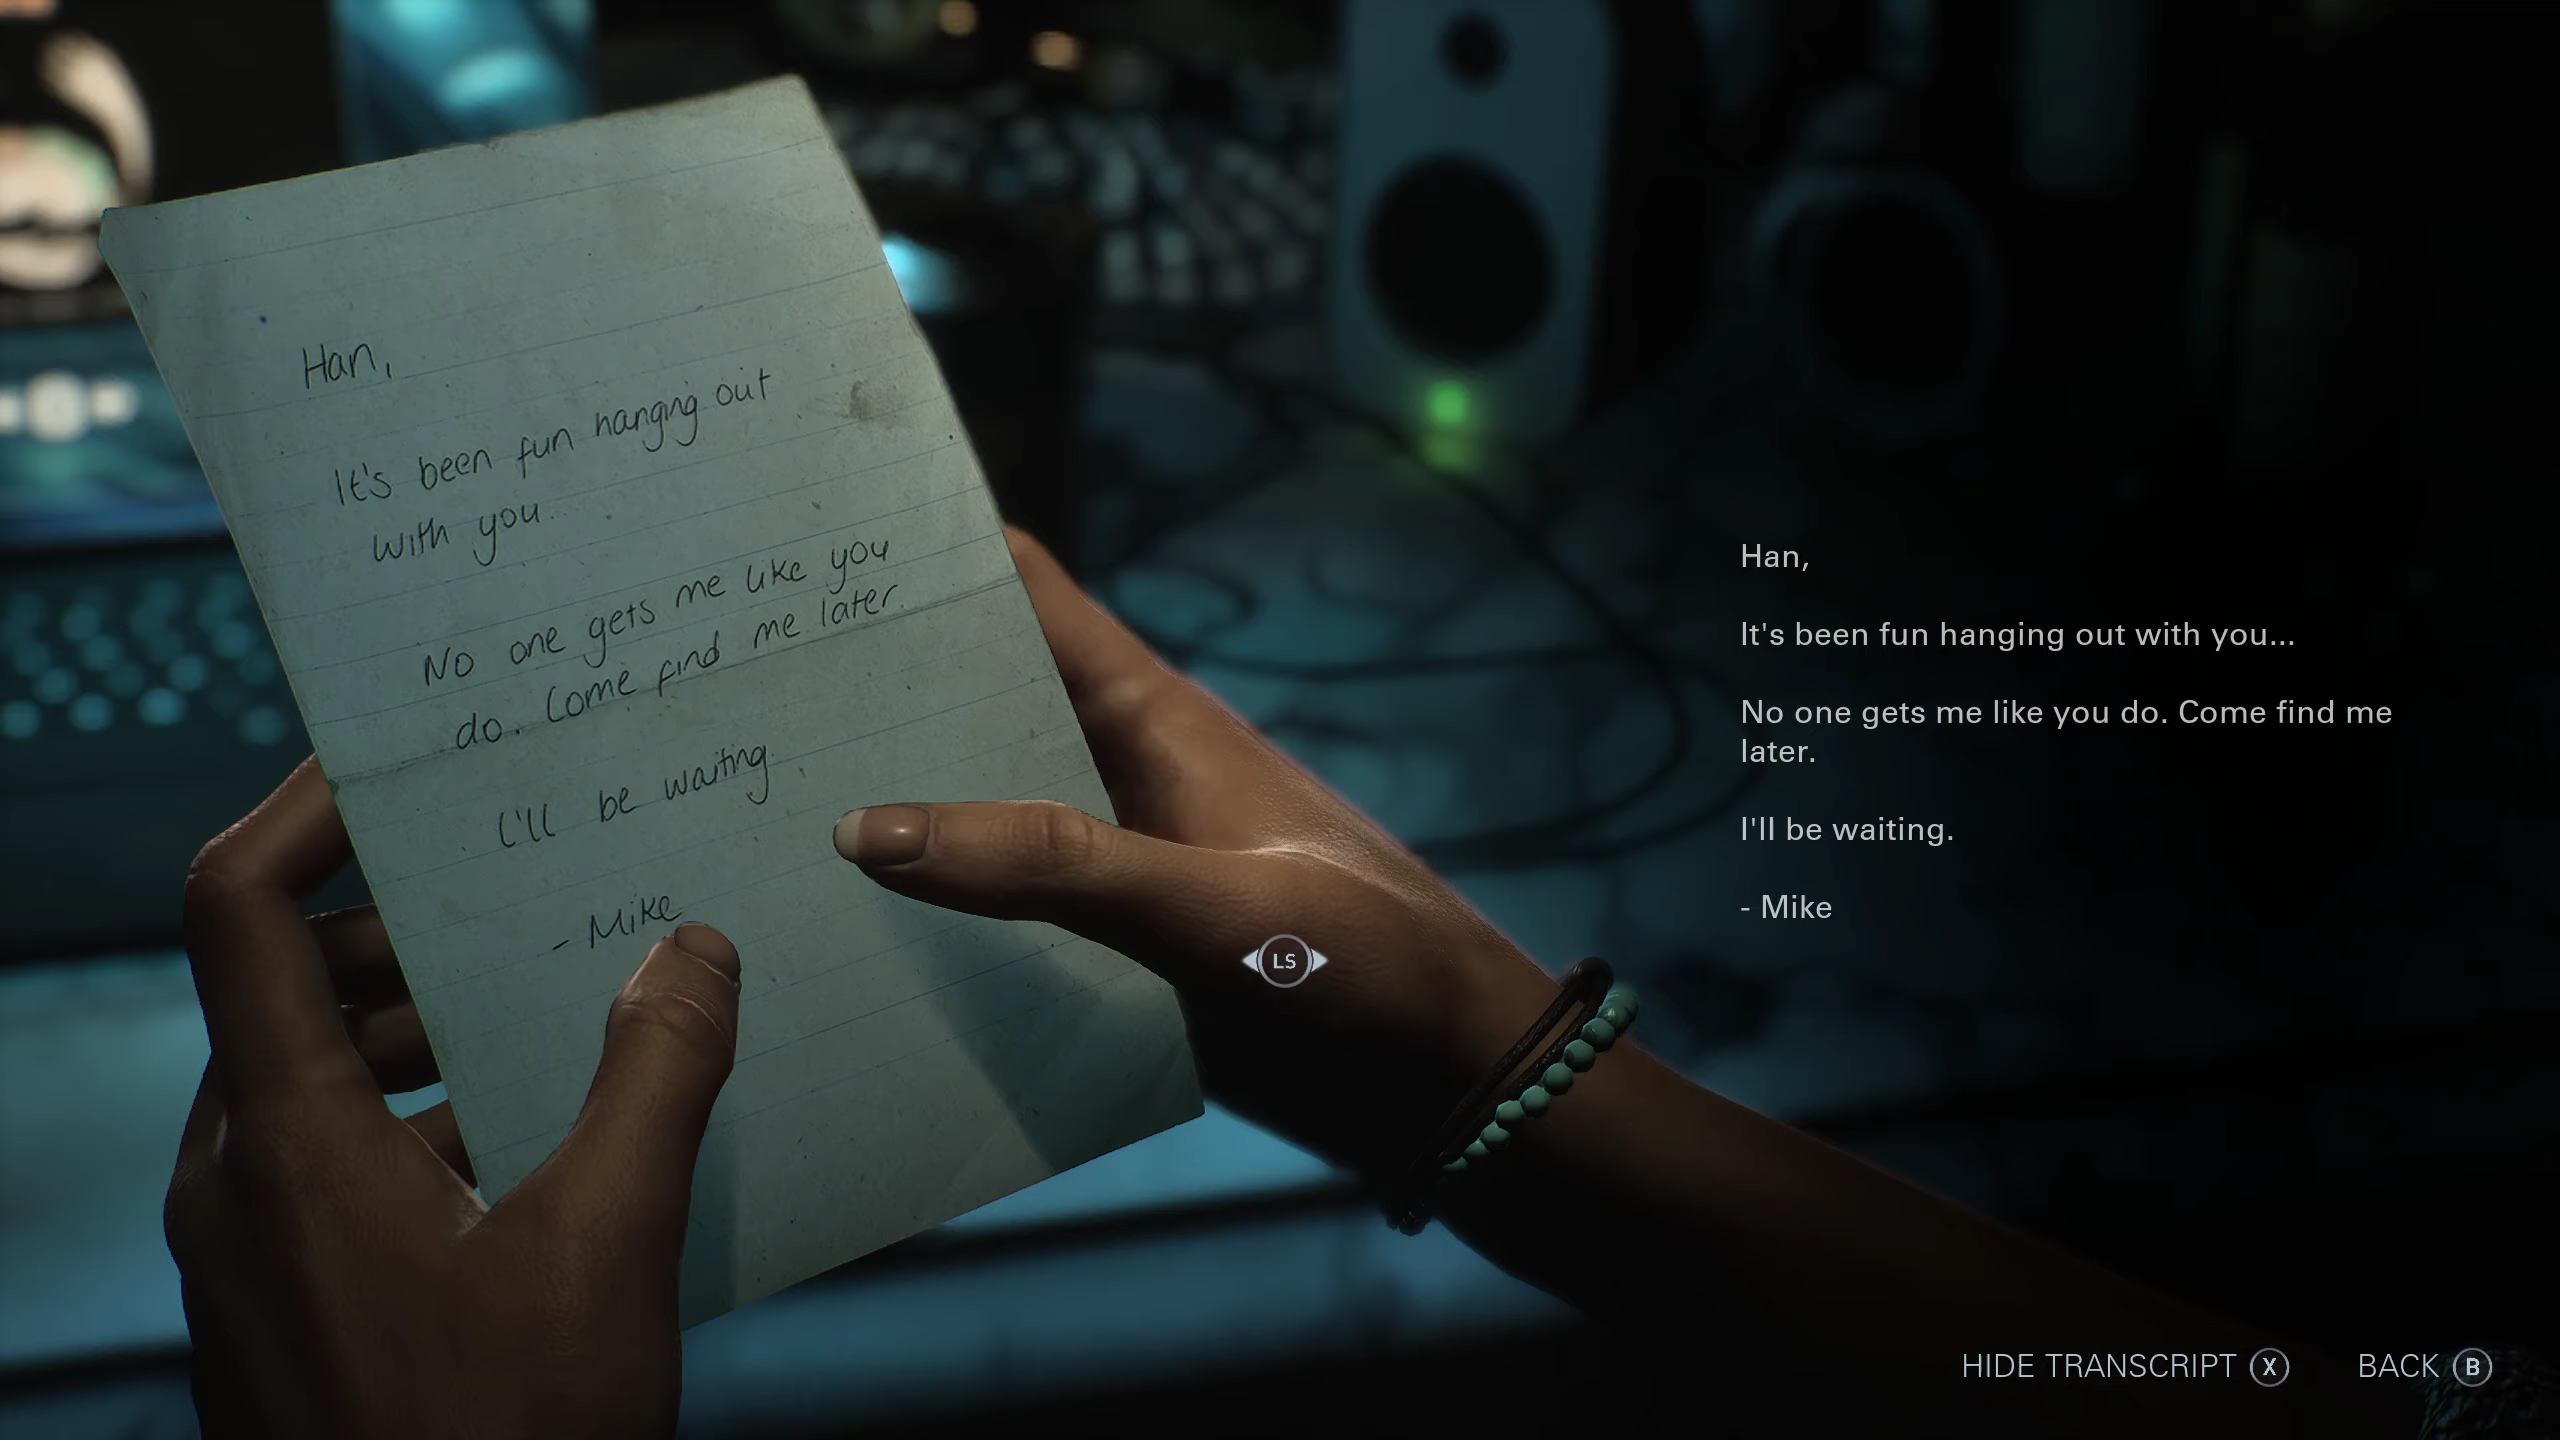 Han,
It's been fun hanging out
with you...
No one gets me like you
do. Come find me later.
I'll be waiting.
- Mike
Han,
It's been fun hanging out with you...
No one gets me like you do. Come find me
later.
I'll be waiting.
- Mike
LS
HIDE TRANSCRIPT X
BACK B